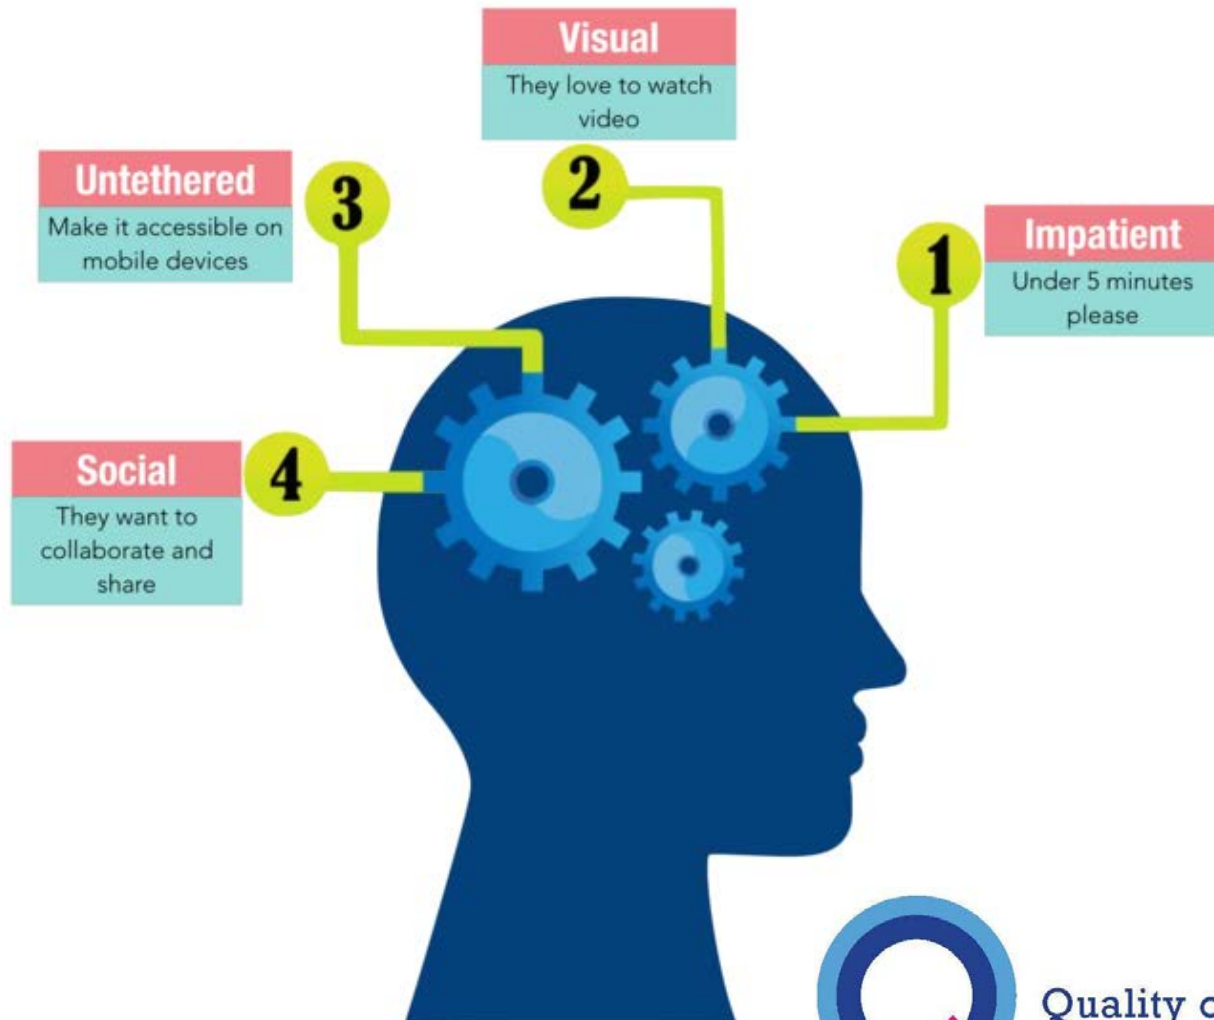 Visual
They love to watch
video
2
Untethered
Make it accessible on
mobile devices
3
1
Impatient
Under 5 minutes
please
Social
They want to
collaborate and
share
4
Quality